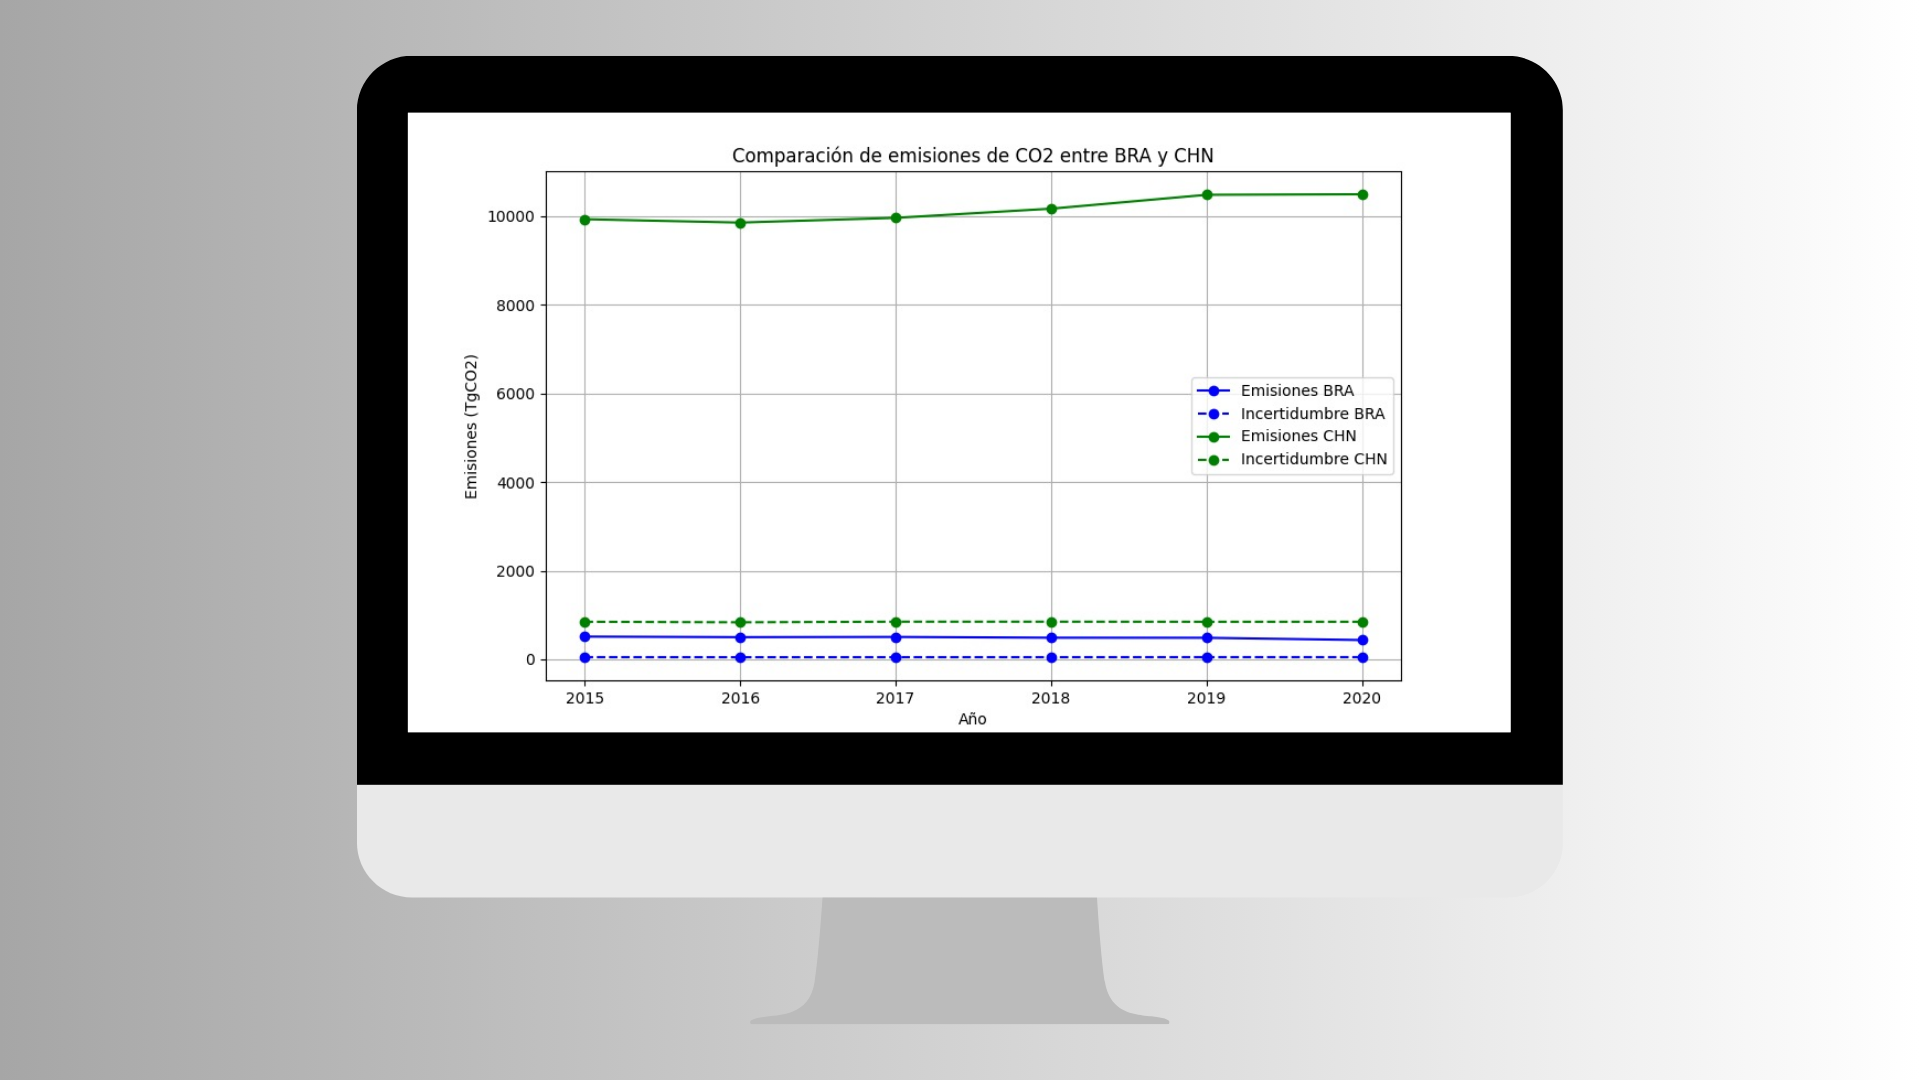 Comparación de emisiones de CO2 entre BRA y CHN
10000
8000
6000
4000
2000
0
Emisiones (TgCO2)
Emisiones BRA
Incertidumbre BRA
Emisiones CHN
Incertidumbre CHN
2015 2016 2017 2018 2019 2020
Año